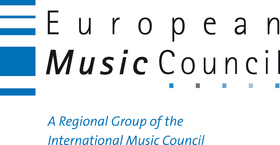 European
Music Council
A Regional Group of the
International Music Council